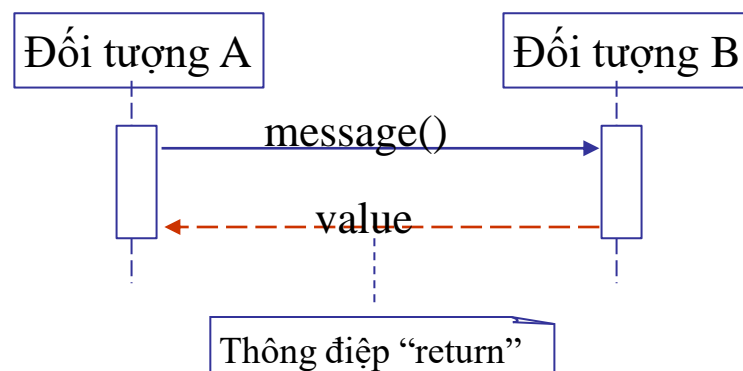 Đối tượng A
Đối tượng B
message()
value
Thông điệp “return”